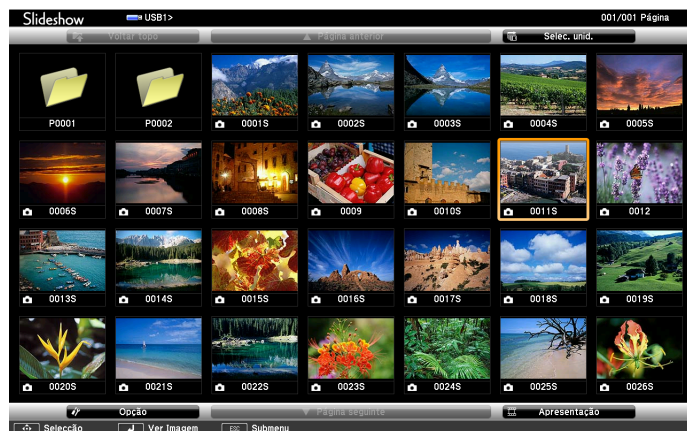 Slideshow USB1> 001/001 Página
Voltar topo ▲ Página anterior Selec. unid.
P0001 P0002 0001S 0002S 0003S 0004S 0005S
0006S 0007S 0008S 0009 0010S 0011S 0012
0013S 0014S 0015S 0016S 0017S 0018S 0019S
0020S 0021S 0022S 0023S 0024S 0025S 0026S
Opção ▼ Página seguinte Apresentação
Selecção Ver Imagem ESC Submenu